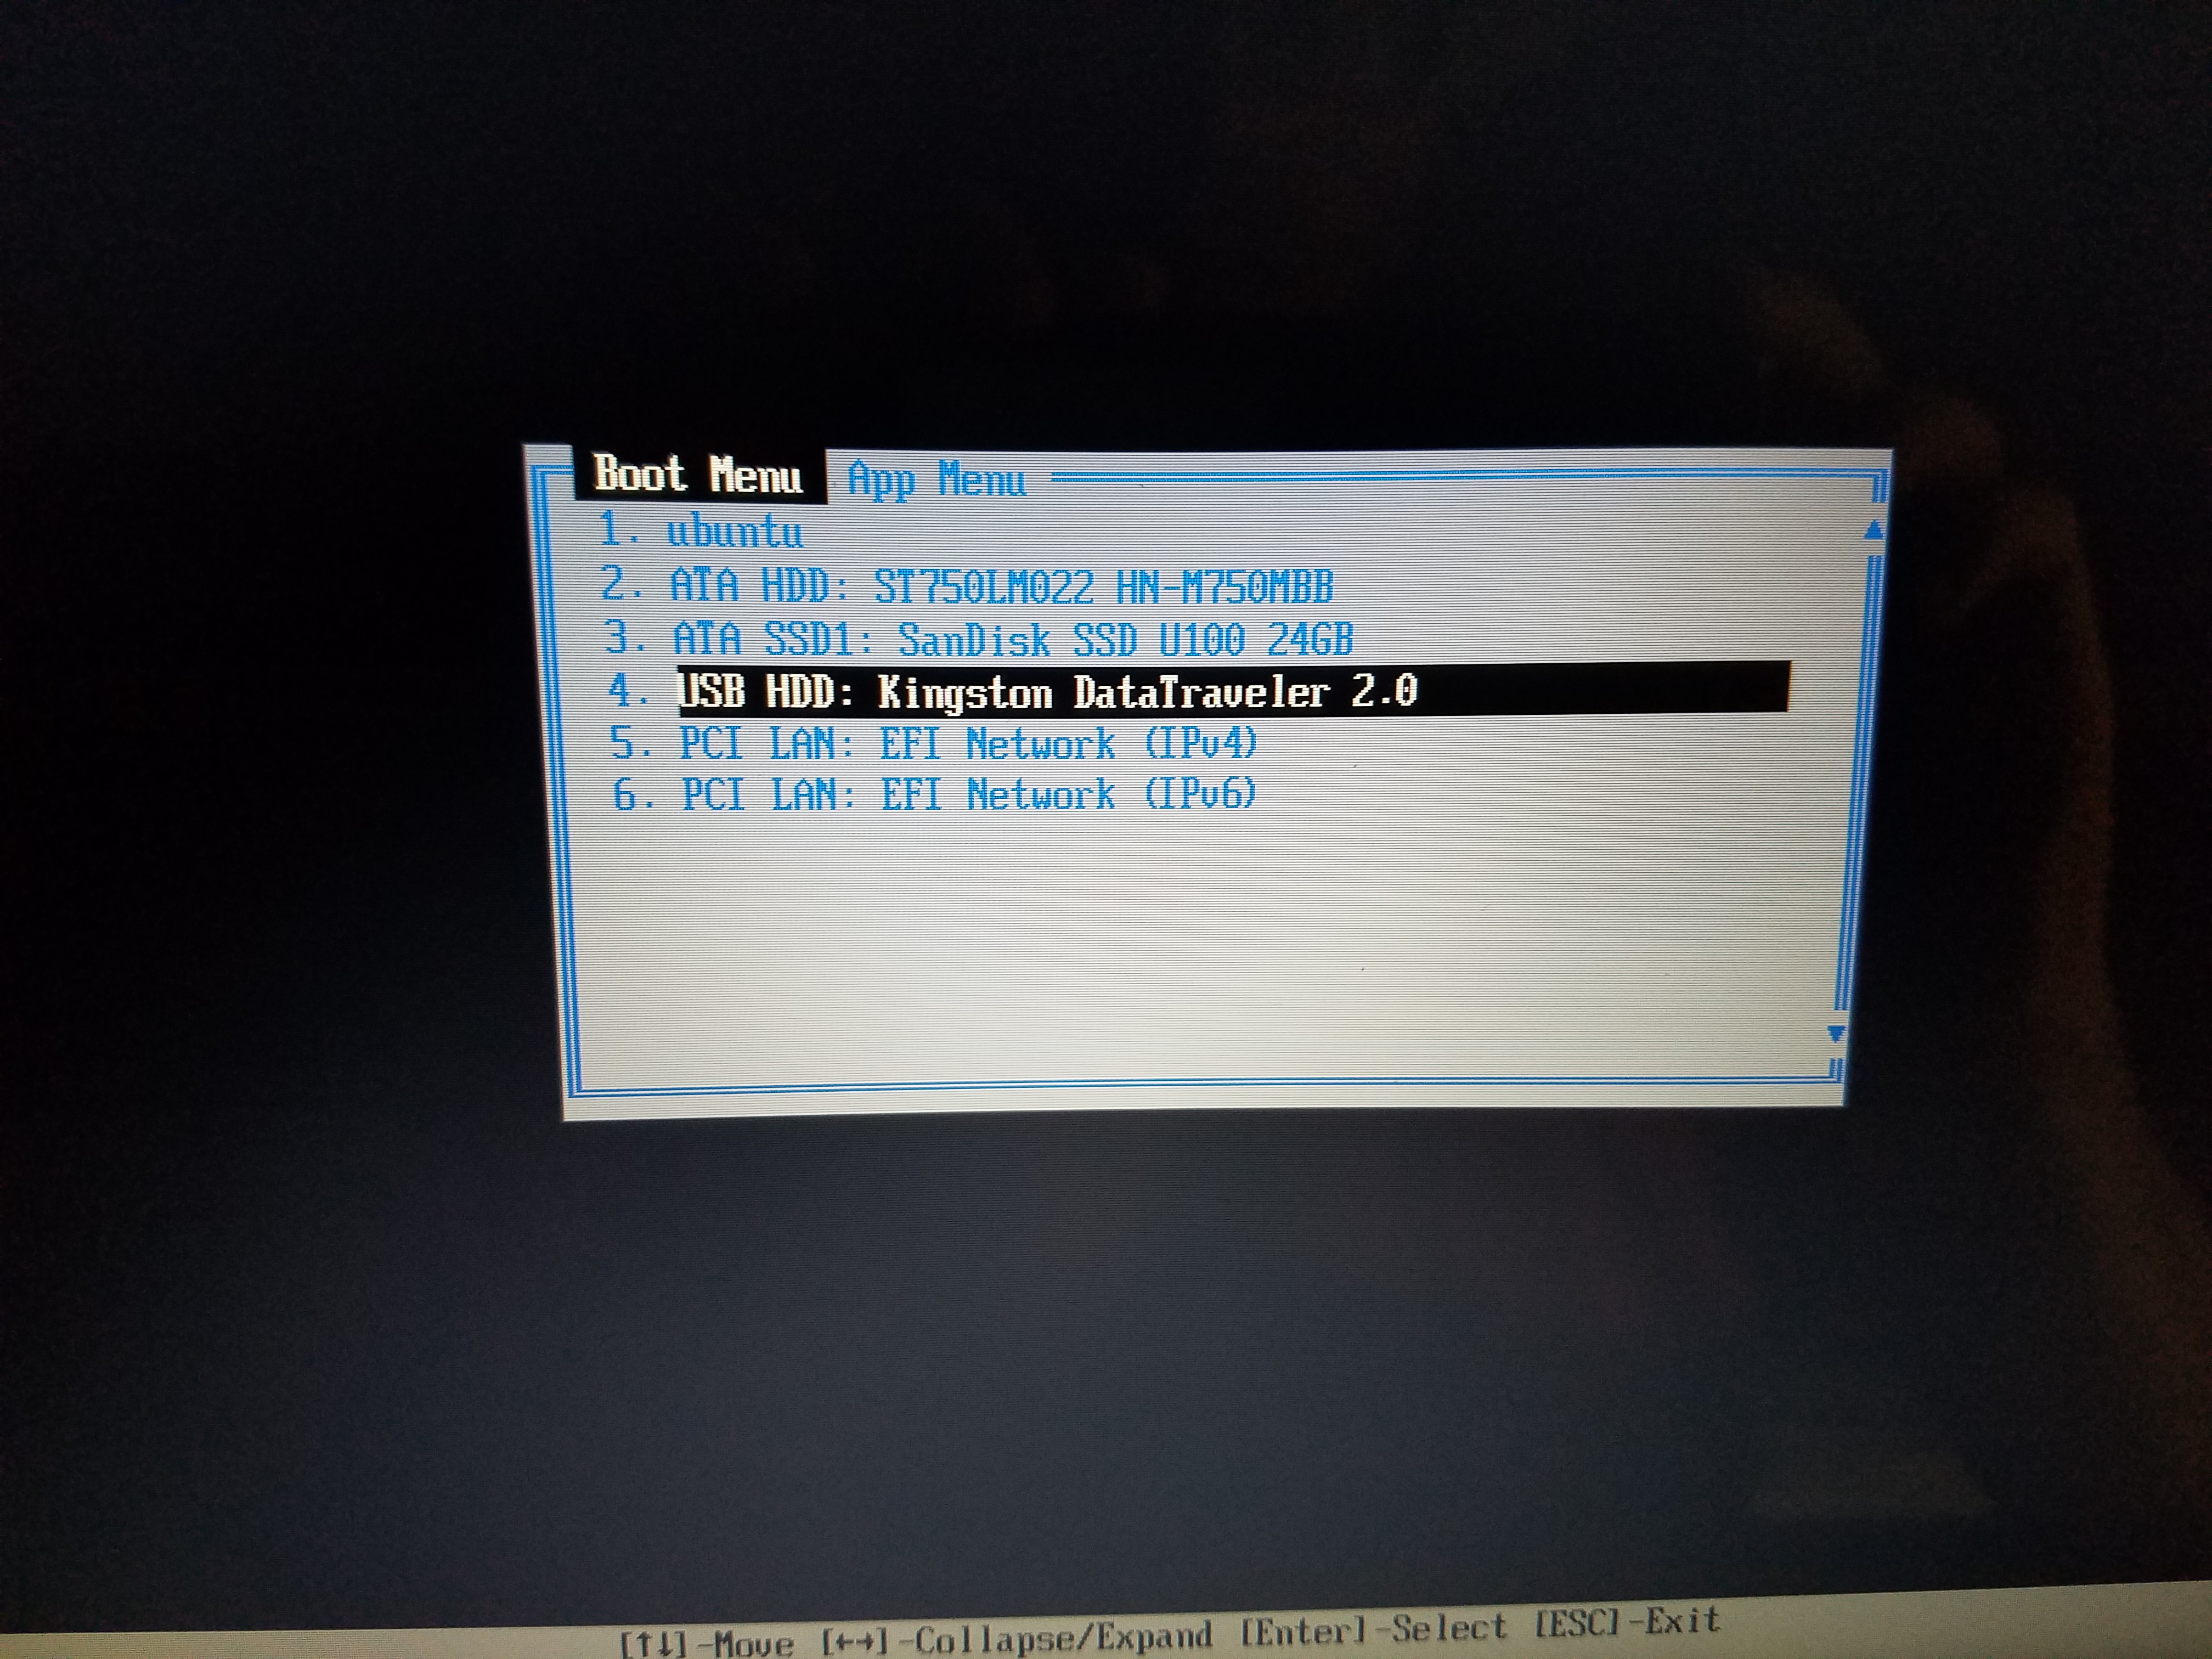 Boot Menu App Menu
1. ubuntu
2. ATA HDD: ST750LM022 HN-M750MBB
3. ATA SSD1: SanDisk SSD U100 24GB
4. USB HDD: Kingston DataTraveler 2.0
5. PCI LAN: EFI Network (IPv4)
6. PCI LAN: EFI Network (IPv6)
[↑↓]-Move [←→]-Collapse/Expand [Enter]-Select [ESC]-Exit